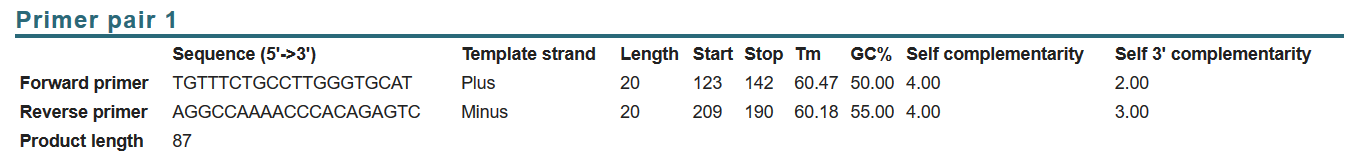 Primer pair 1
Sequence (5'->3') Template strand Length Start Stop Tm GC% Self complementarity Self 3' complementarity
Forward primer TGTTTCTGCCTTGGGTGCAT Plus 20 123 142 60.47 50.00 4.00 2.00
Reverse primer AGGCCAAAACCCACAGAGTC Minus 20 209 190 60.18 55.00 4.00 3.00
Product length 87